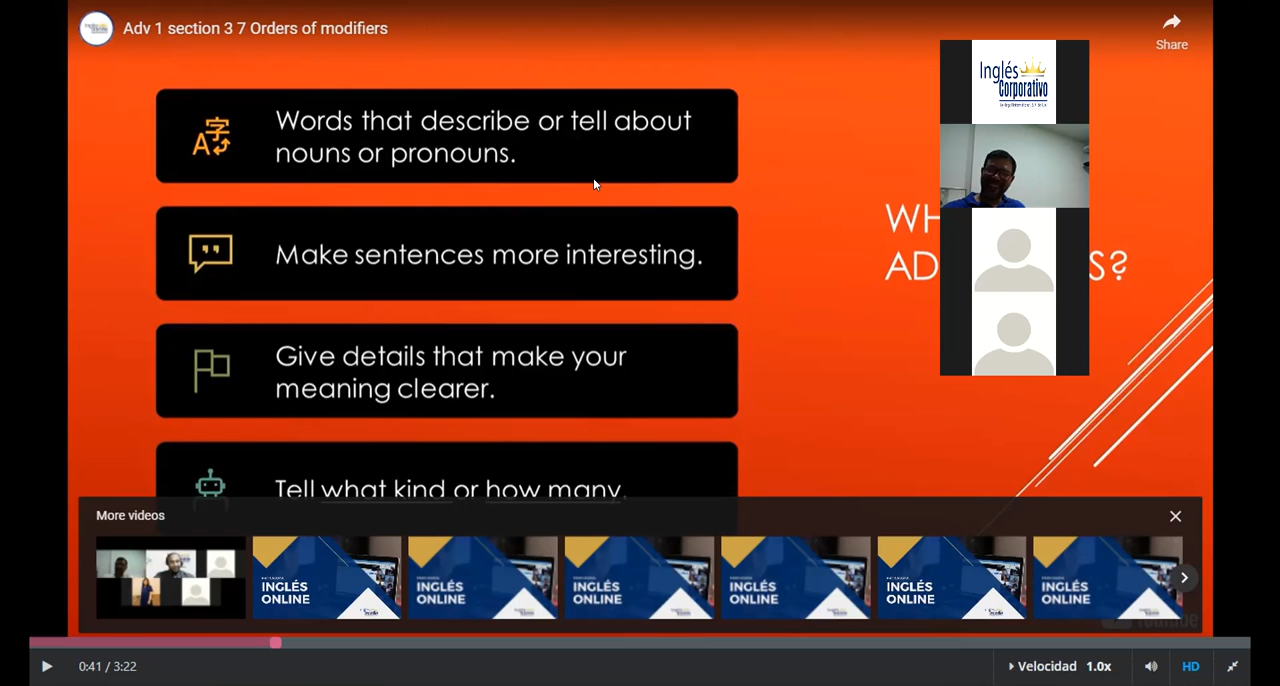 Adv 1 section 3 7 Orders of modifiers
Share
Inglés
Corporativo
Words that describe or tell about
nouns or pronouns.
Make sentences more interesting.
Give details that make your
meaning clearer.
Tell what kind or how many.
WH
AD S?
More videos
INGLÉS
ONLINE
INGLÉS
ONLINE
INGLÉS
ONLINE
INGLÉS
ONLINE
INGLÉS
ONLINE
INGLÉS
ONLINE
0:41 / 3:22
Velocidad 1.0x
HD